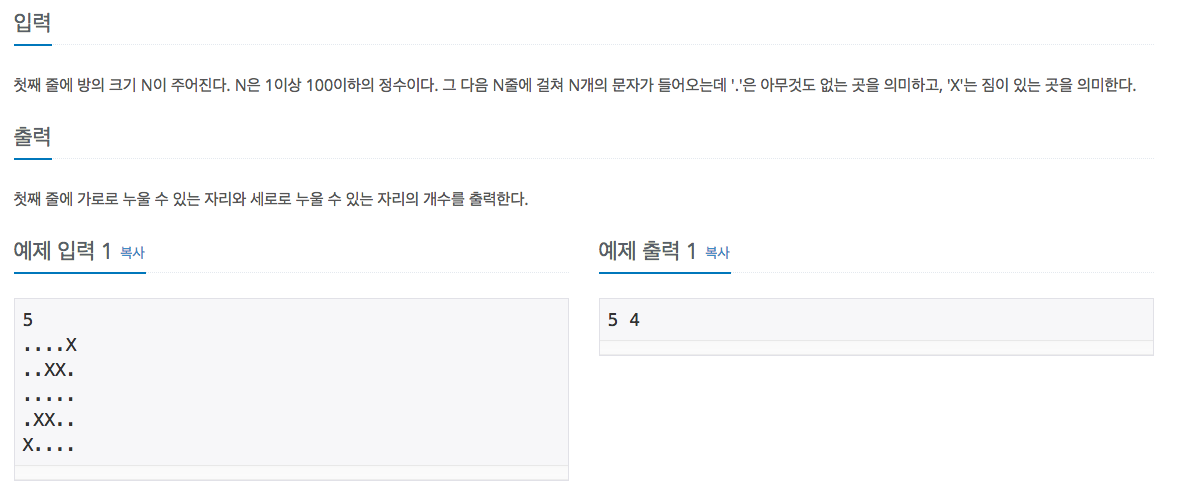 입력
첫째 줄에 방의 크기 N이 주어진다. N은 1이상 100이하의 정수이다. 그 다음 N줄에 걸쳐 N개의 문자가 들어오는데 '.'은 아무것도 없는 곳을 의미하고, 'X'는 짐이 있는 곳을 의미한다.
출력
첫째 줄에 가로로 누울 수 있는 자리와 세로로 누울 수 있는 자리의 개수를 출력한다.
예제 입력 1 복사
5
....X
..XX.
.....
.XX..
X....
예제 출력 1 복사
5 4